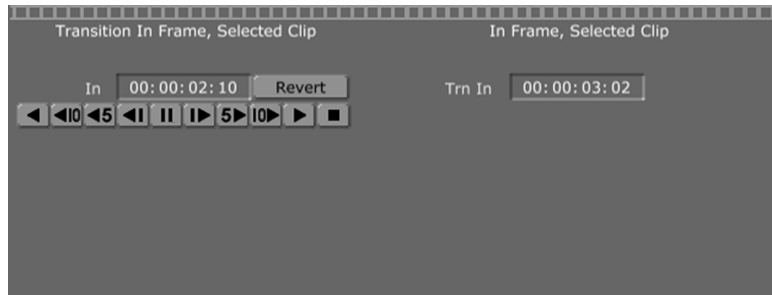 Transition In Frame, Selected Clip
In Frame, Selected Clip
In 00:00:02:10 Revert
Trn In 00:00:03:02
10 5 5 10